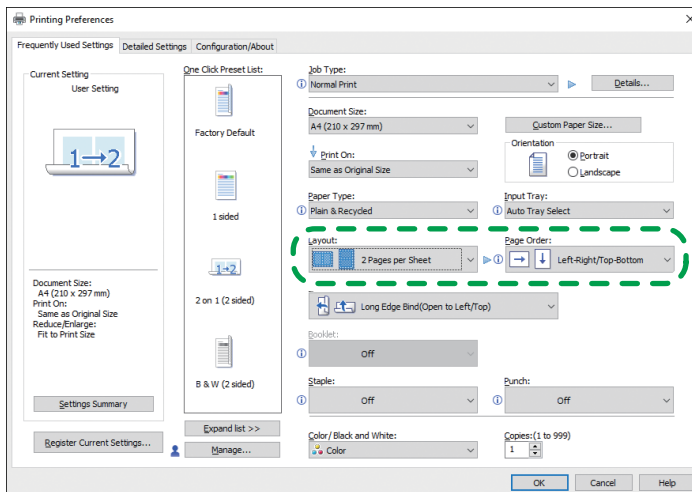 Printing Preferences
Frequently Used Settings Detailed Settings Configuration/About
Current Setting
User Setting
1→2
Document Size:
A4 (210 x 297 mm)
Print On:
Same as Original Size
Reduce/Enlarge:
Fit to Print Size
Settings Summary
Register Current Settings...
One Click Preset List:
Factory Default
1 sided
1→2
2 on 1 (2 sided)
B & W (2 sided)
Expand list >>
Manage...
Job Type:
Normal Print
Details...
Document Size:
A4 (210 x 297 mm)
Custom Paper Size...
Print On:
Same as Original Size
Orientation
Portrait
Landscape
Paper Type:
Plain & Recycled
Input Tray:
Auto Tray Select
Layout:
2 Pages per Sheet
Page Order:
Left-Right/Top-Bottom
Long Edge Bind(Open to Left/Top)
Booklet:
Off
Staple:
Off
Punch:
Off
Color/ Black and White:
Color
Copies:(1 to 999)
1
OK Cancel Help